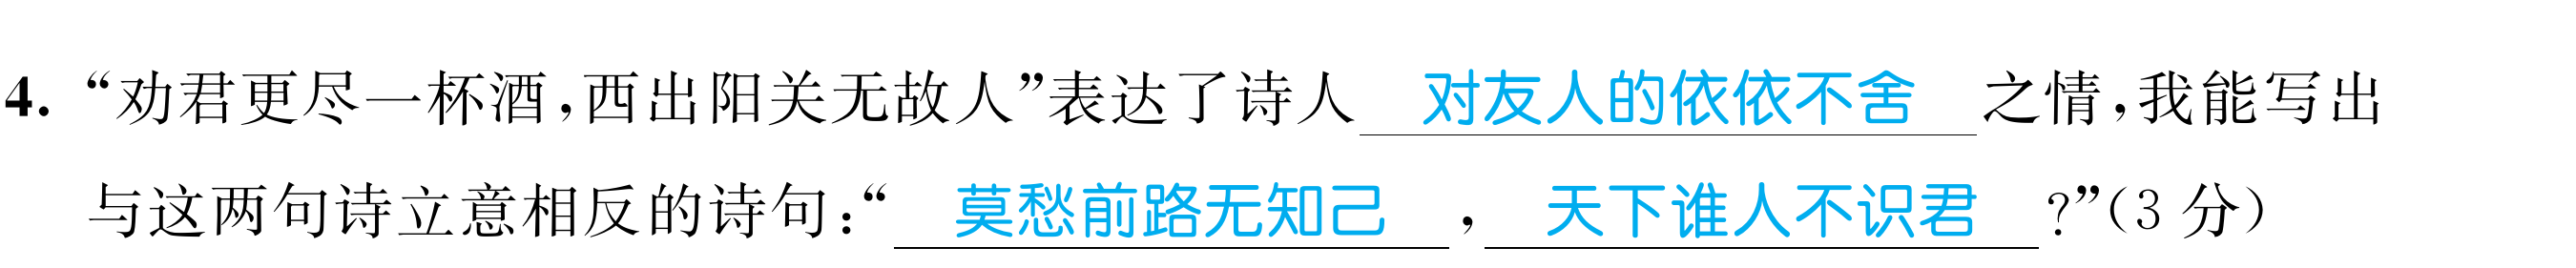 4. “劝君更尽一杯酒,西出阳关无故人”表达了诗人 对友人的依依不舍 之情,我能写出
与这两句诗立意相反的诗句:“ 莫愁前路无知己 , 天下谁人不识君 ?”(3 分)